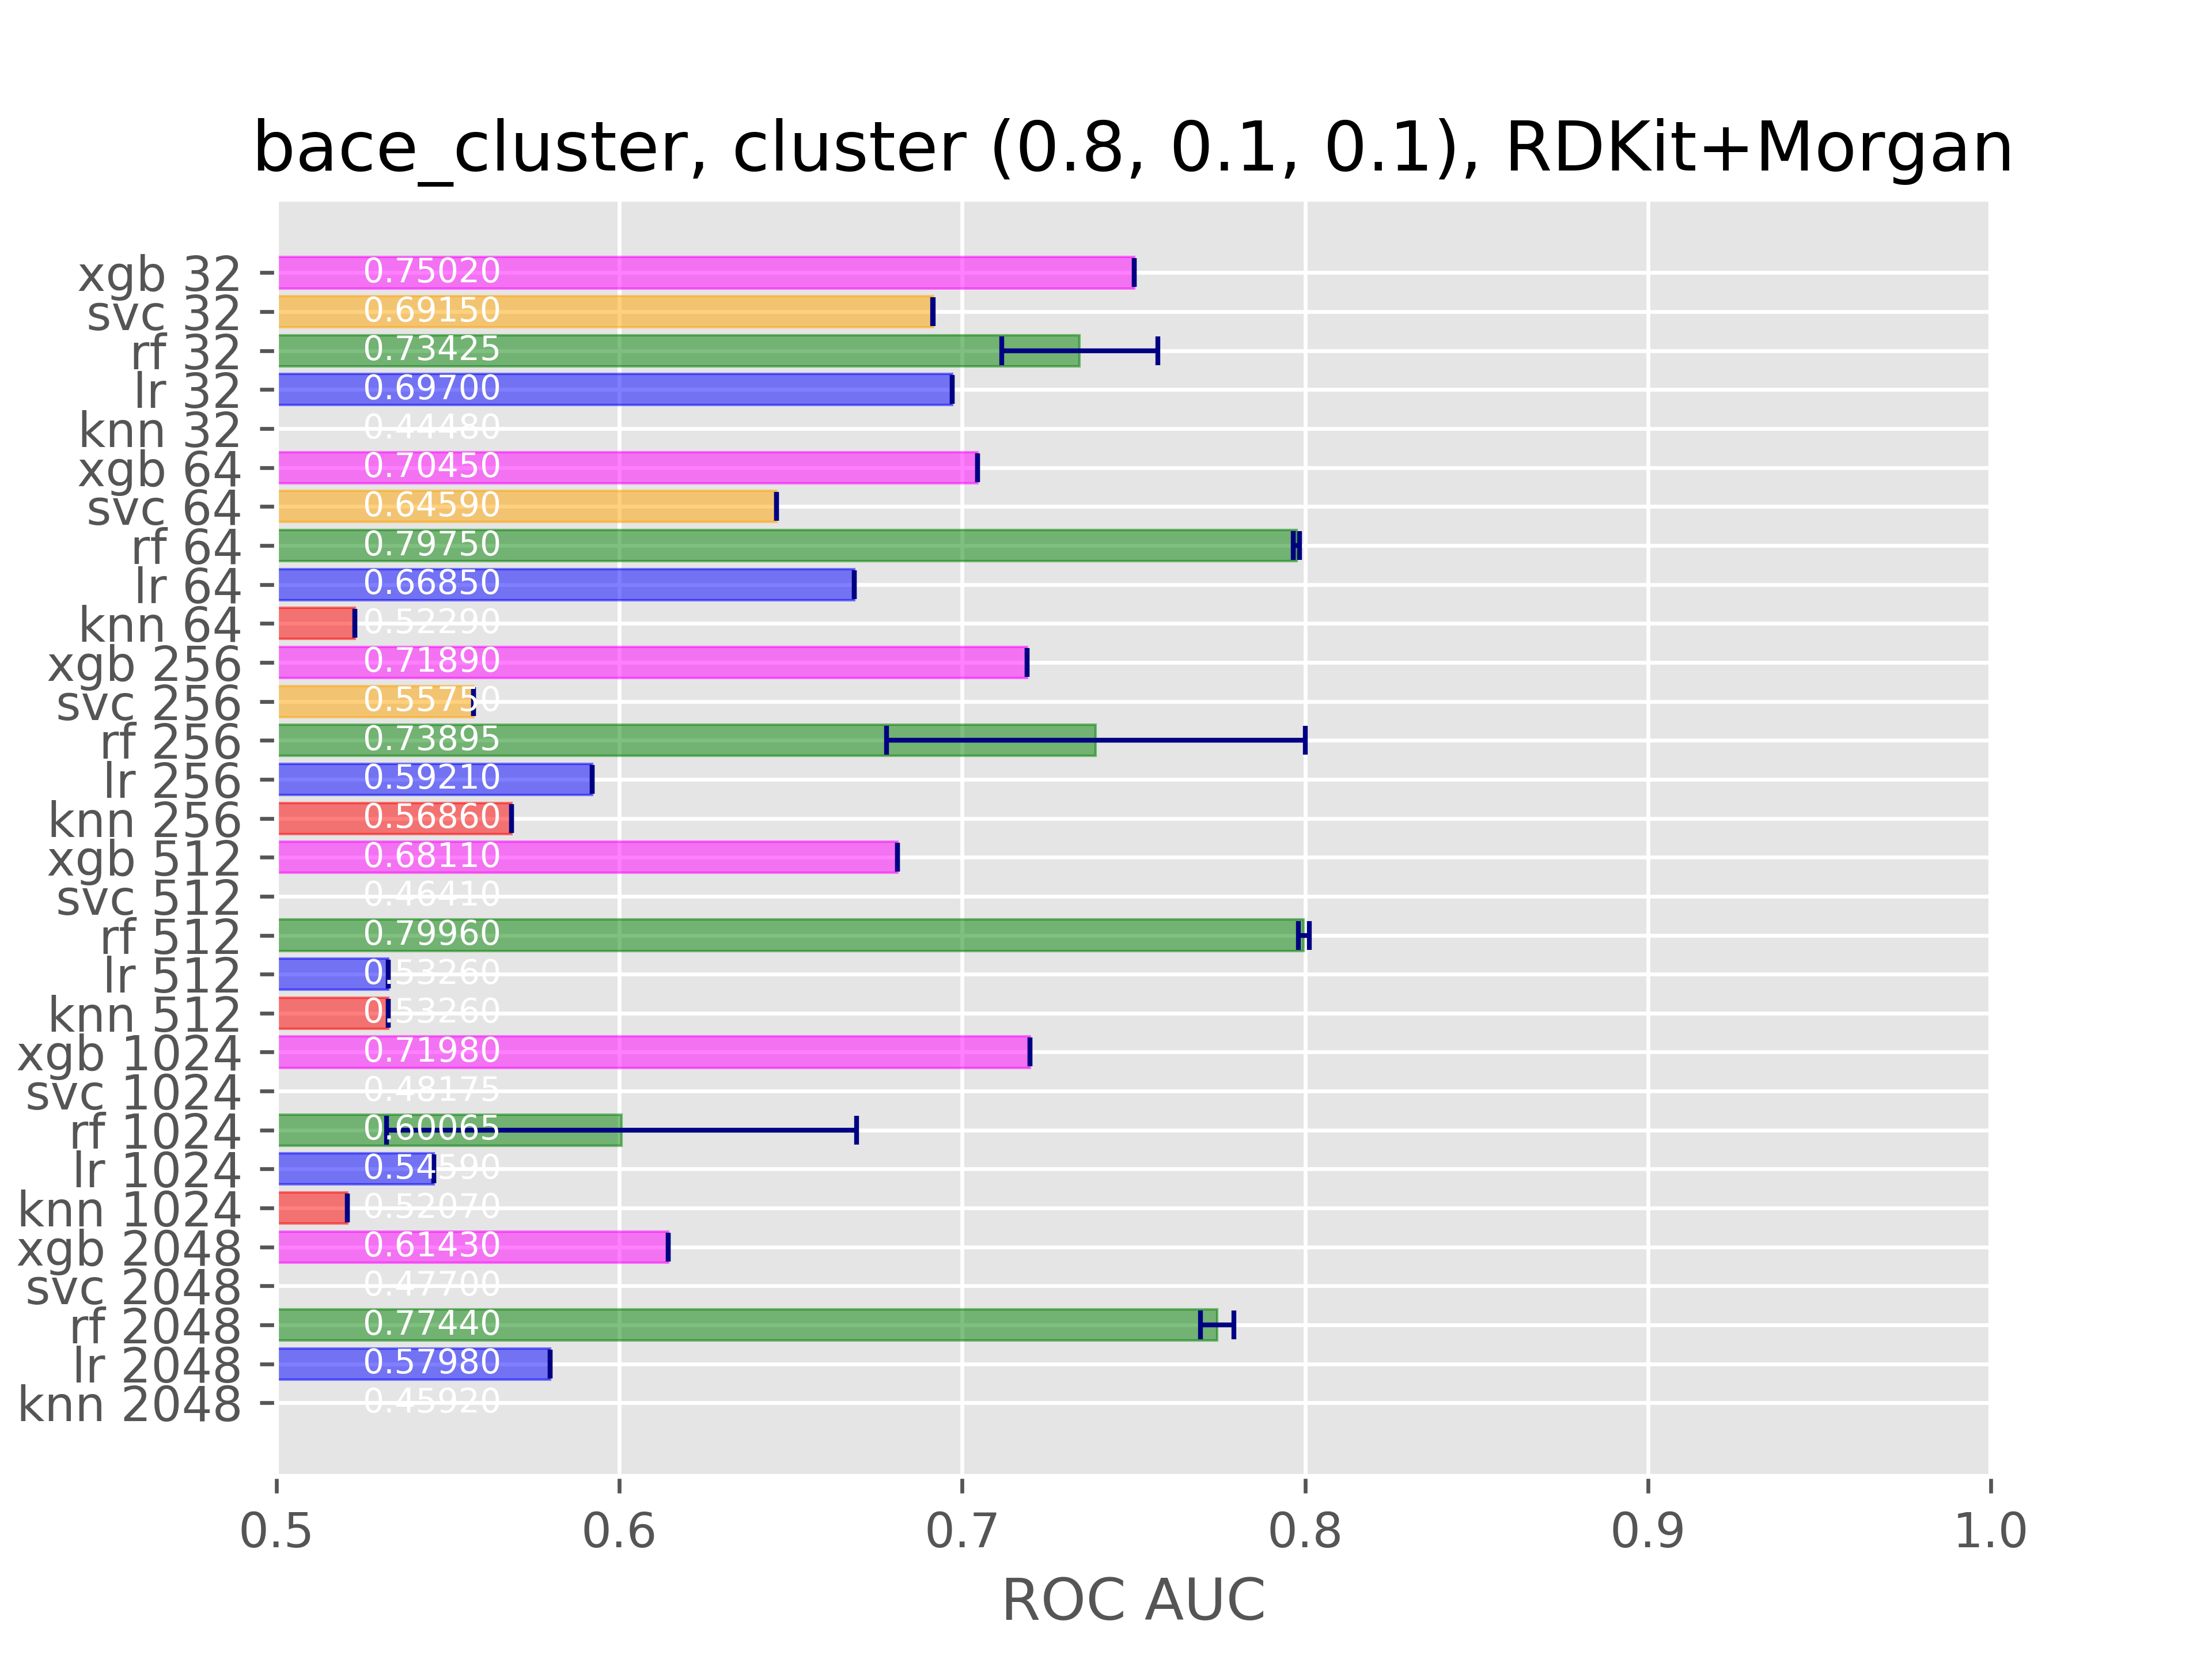 bace_cluster, cluster (0.8, 0.1, 0.1), RDKit+Morgan
xgb 32 0.75020
svc 32 0.69150
rf 32 0.73425
lr 32 0.69700
knn 32 0.44480
xgb 64 0.70450
svc 64 0.64590
rf 64 0.79750
lr 64 0.66850
knn 64 0.52290
xgb 256 0.71890
svc 256 0.55750
rf 256 0.73895
lr 256 0.59210
knn 256 0.56860
xgb 512 0.68110
svc 512 0.46410
rf 512 0.79960
lr 512 0.53260
knn 512 0.53260
xgb 1024 0.71980
svc 1024 0.48175
rf 1024 0.60065
lr 1024 0.54590
knn 1024 0.52070
xgb 2048 0.61430
svc 2048 0.47700
rf 2048 0.77440
lr 2048 0.57980
knn 2048 0.45920
0.5 0.6 0.7 0.8 0.9 1.0
ROC AUC